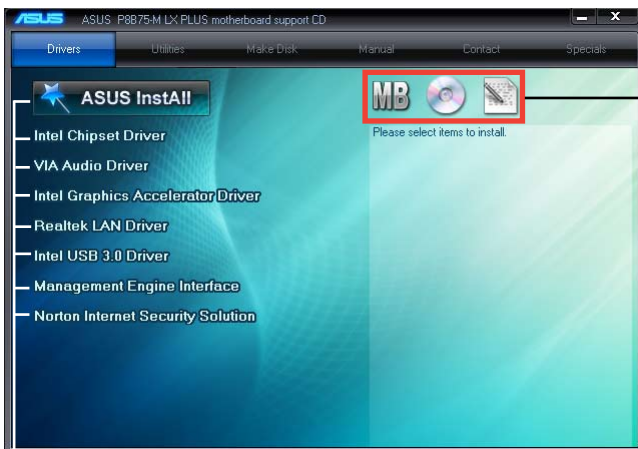 ASUS ASUS P8B75-M LX PLUS motherboard support CD
Drivers Utilities Make Disk Manual Contact Specials
ASUS InstAll
MB
Please select items to install.
Intel Chipset Driver
VIA Audio Driver
Intel Graphics Accelerator Driver
Realtek LAN Driver
Intel USB 3.0 Driver
Management Engine Interface
Norton Internet Security Solution